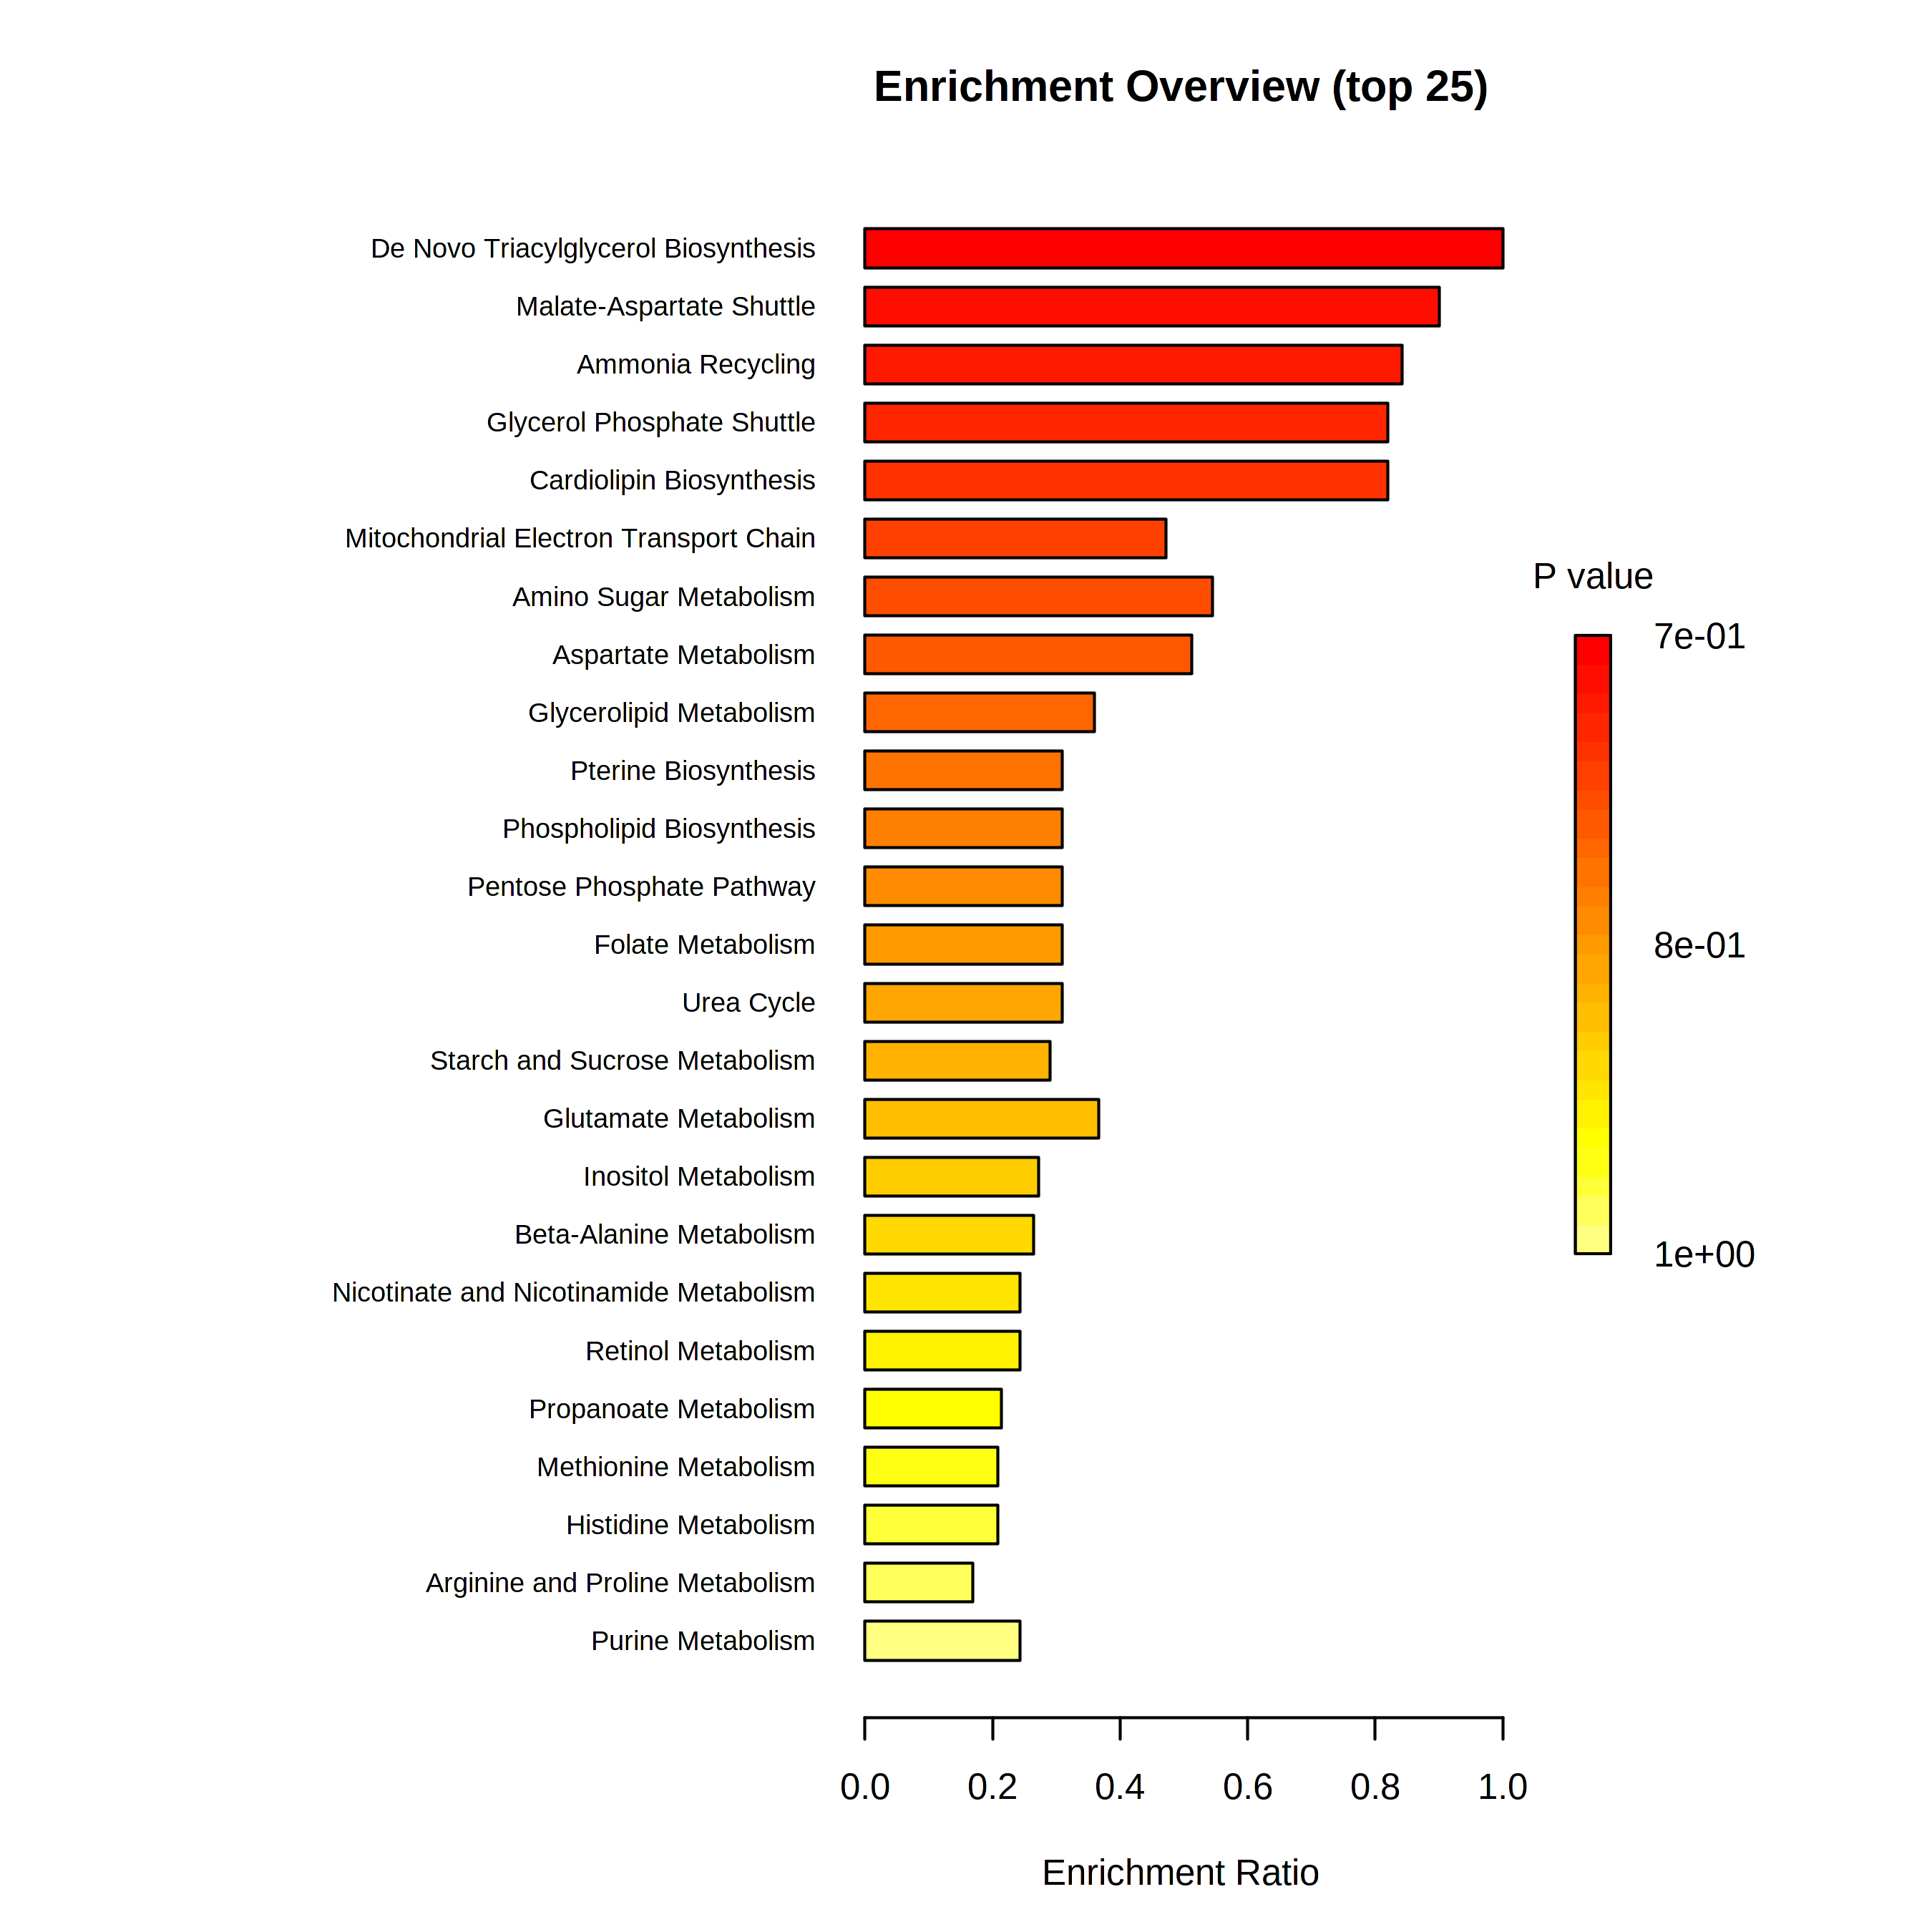 Enrichment Overview (top 25)
De Novo Triacylglycerol Biosynthesis
Malate-Aspartate Shuttle
Ammonia Recycling
Glycerol Phosphate Shuttle
Cardiolipin Biosynthesis
Mitochondrial Electron Transport Chain
Amino Sugar Metabolism
Aspartate Metabolism
Glycerolipid Metabolism
Pterine Biosynthesis
Phospholipid Biosynthesis
Pentose Phosphate Pathway
Folate Metabolism
Urea Cycle
Starch and Sucrose Metabolism
Glutamate Metabolism
Inositol Metabolism
Beta-Alanine Metabolism
Nicotinate and Nicotinamide Metabolism
Retinol Metabolism
Propanoate Metabolism
Methionine Metabolism
Histidine Metabolism
Arginine and Proline Metabolism
Purine Metabolism
P value
7e-01
8e-01
1e+00
0.0 0.2 0.4 0.6 0.8 1.0
Enrichment Ratio